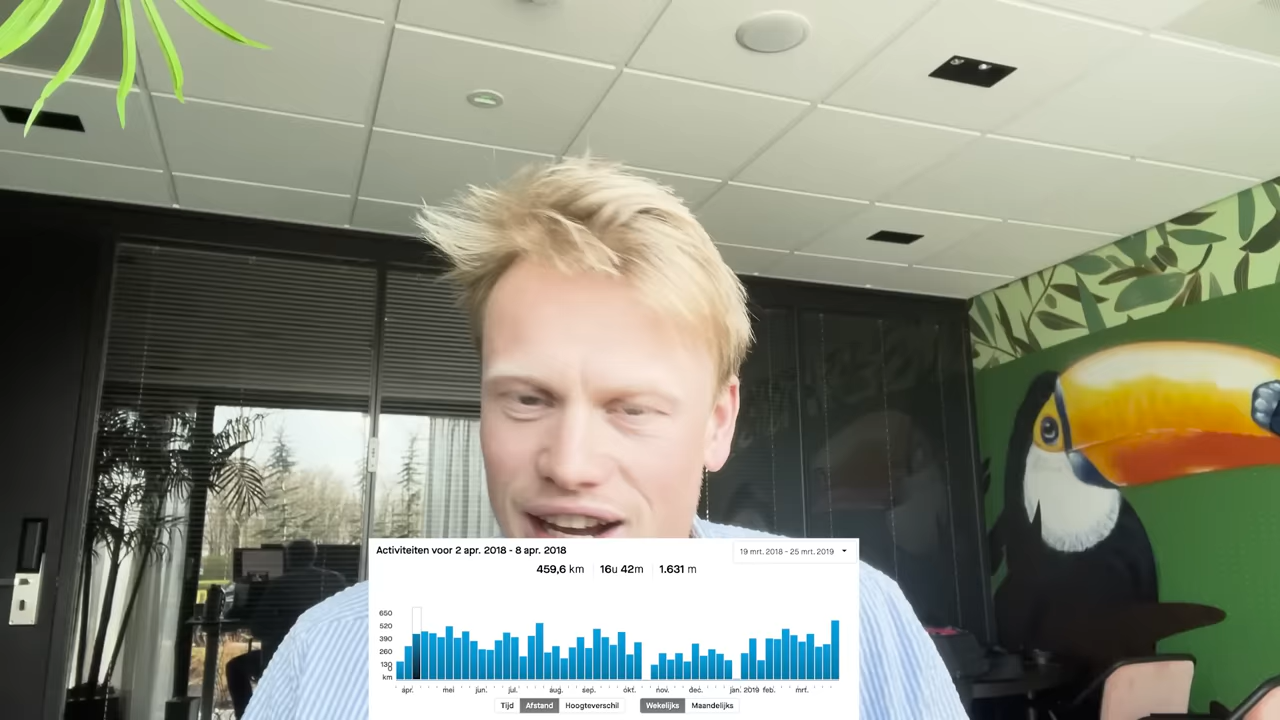 Activiteiten voor 2 apr. 2018 - 8 apr. 2018
19 mrt. 2018 - 25 mrt. 2019
459,6 km 16u 42m 1.631 m
650
520
390
260
130
0
km
apr. mei jun. jul. aug. sep. okt. nov. dec. jan. 2019 feb. mrt.
Tijd Afstand Hoogteverschil Wekelijks Maandelijks